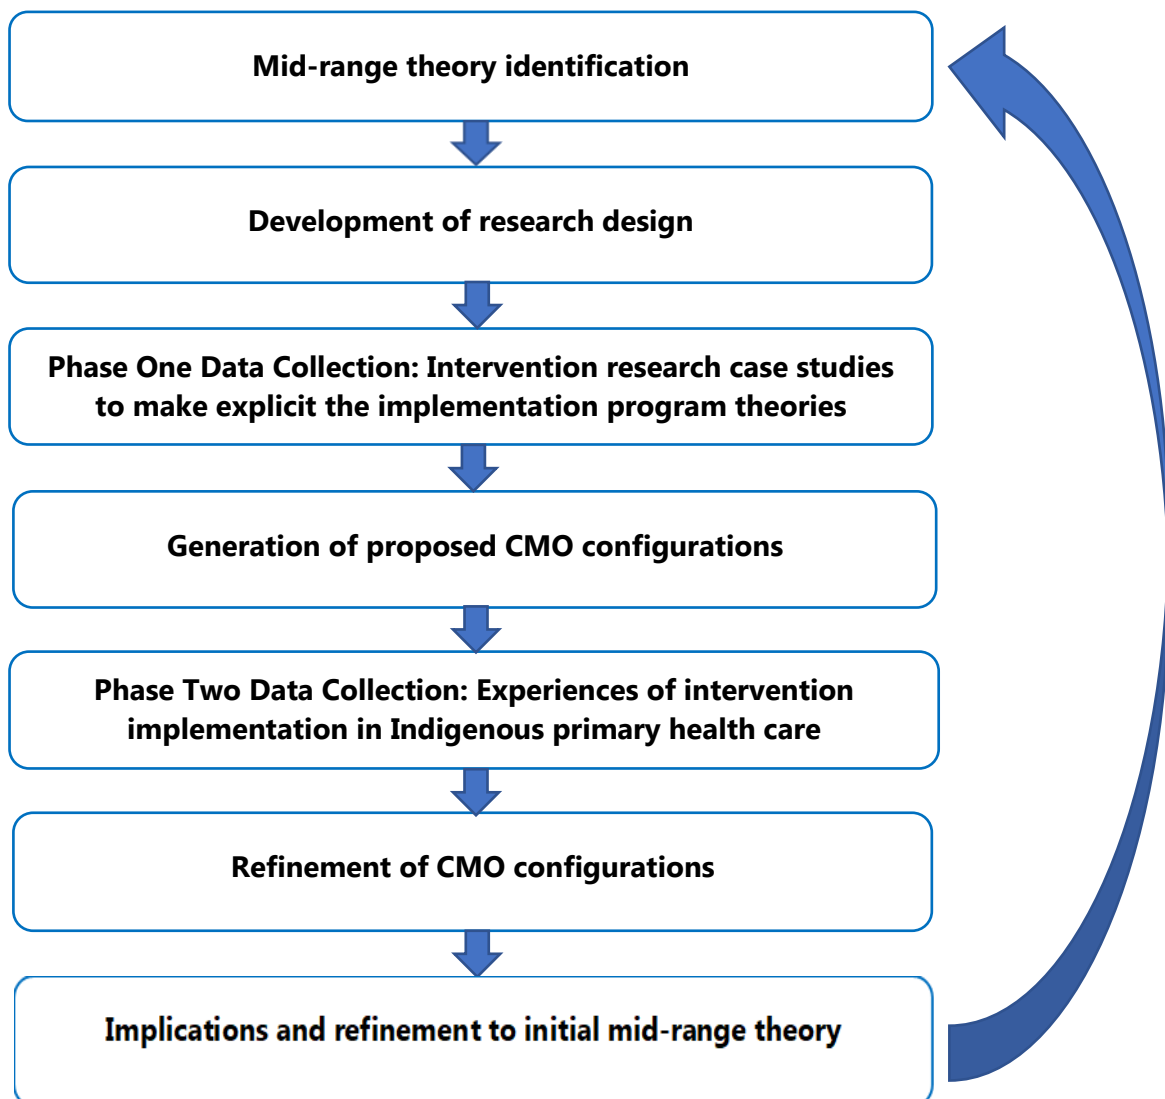 Mid-range theory identification
Development of research design
Phase One Data Collection: Intervention research case studies
to make explicit the implementation program theories
Generation of proposed CMO configurations
Phase Two Data Collection: Experiences of intervention
implementation in Indigenous primary health care
Refinement of CMO configurations
Implications and refinement to initial mid-range theory